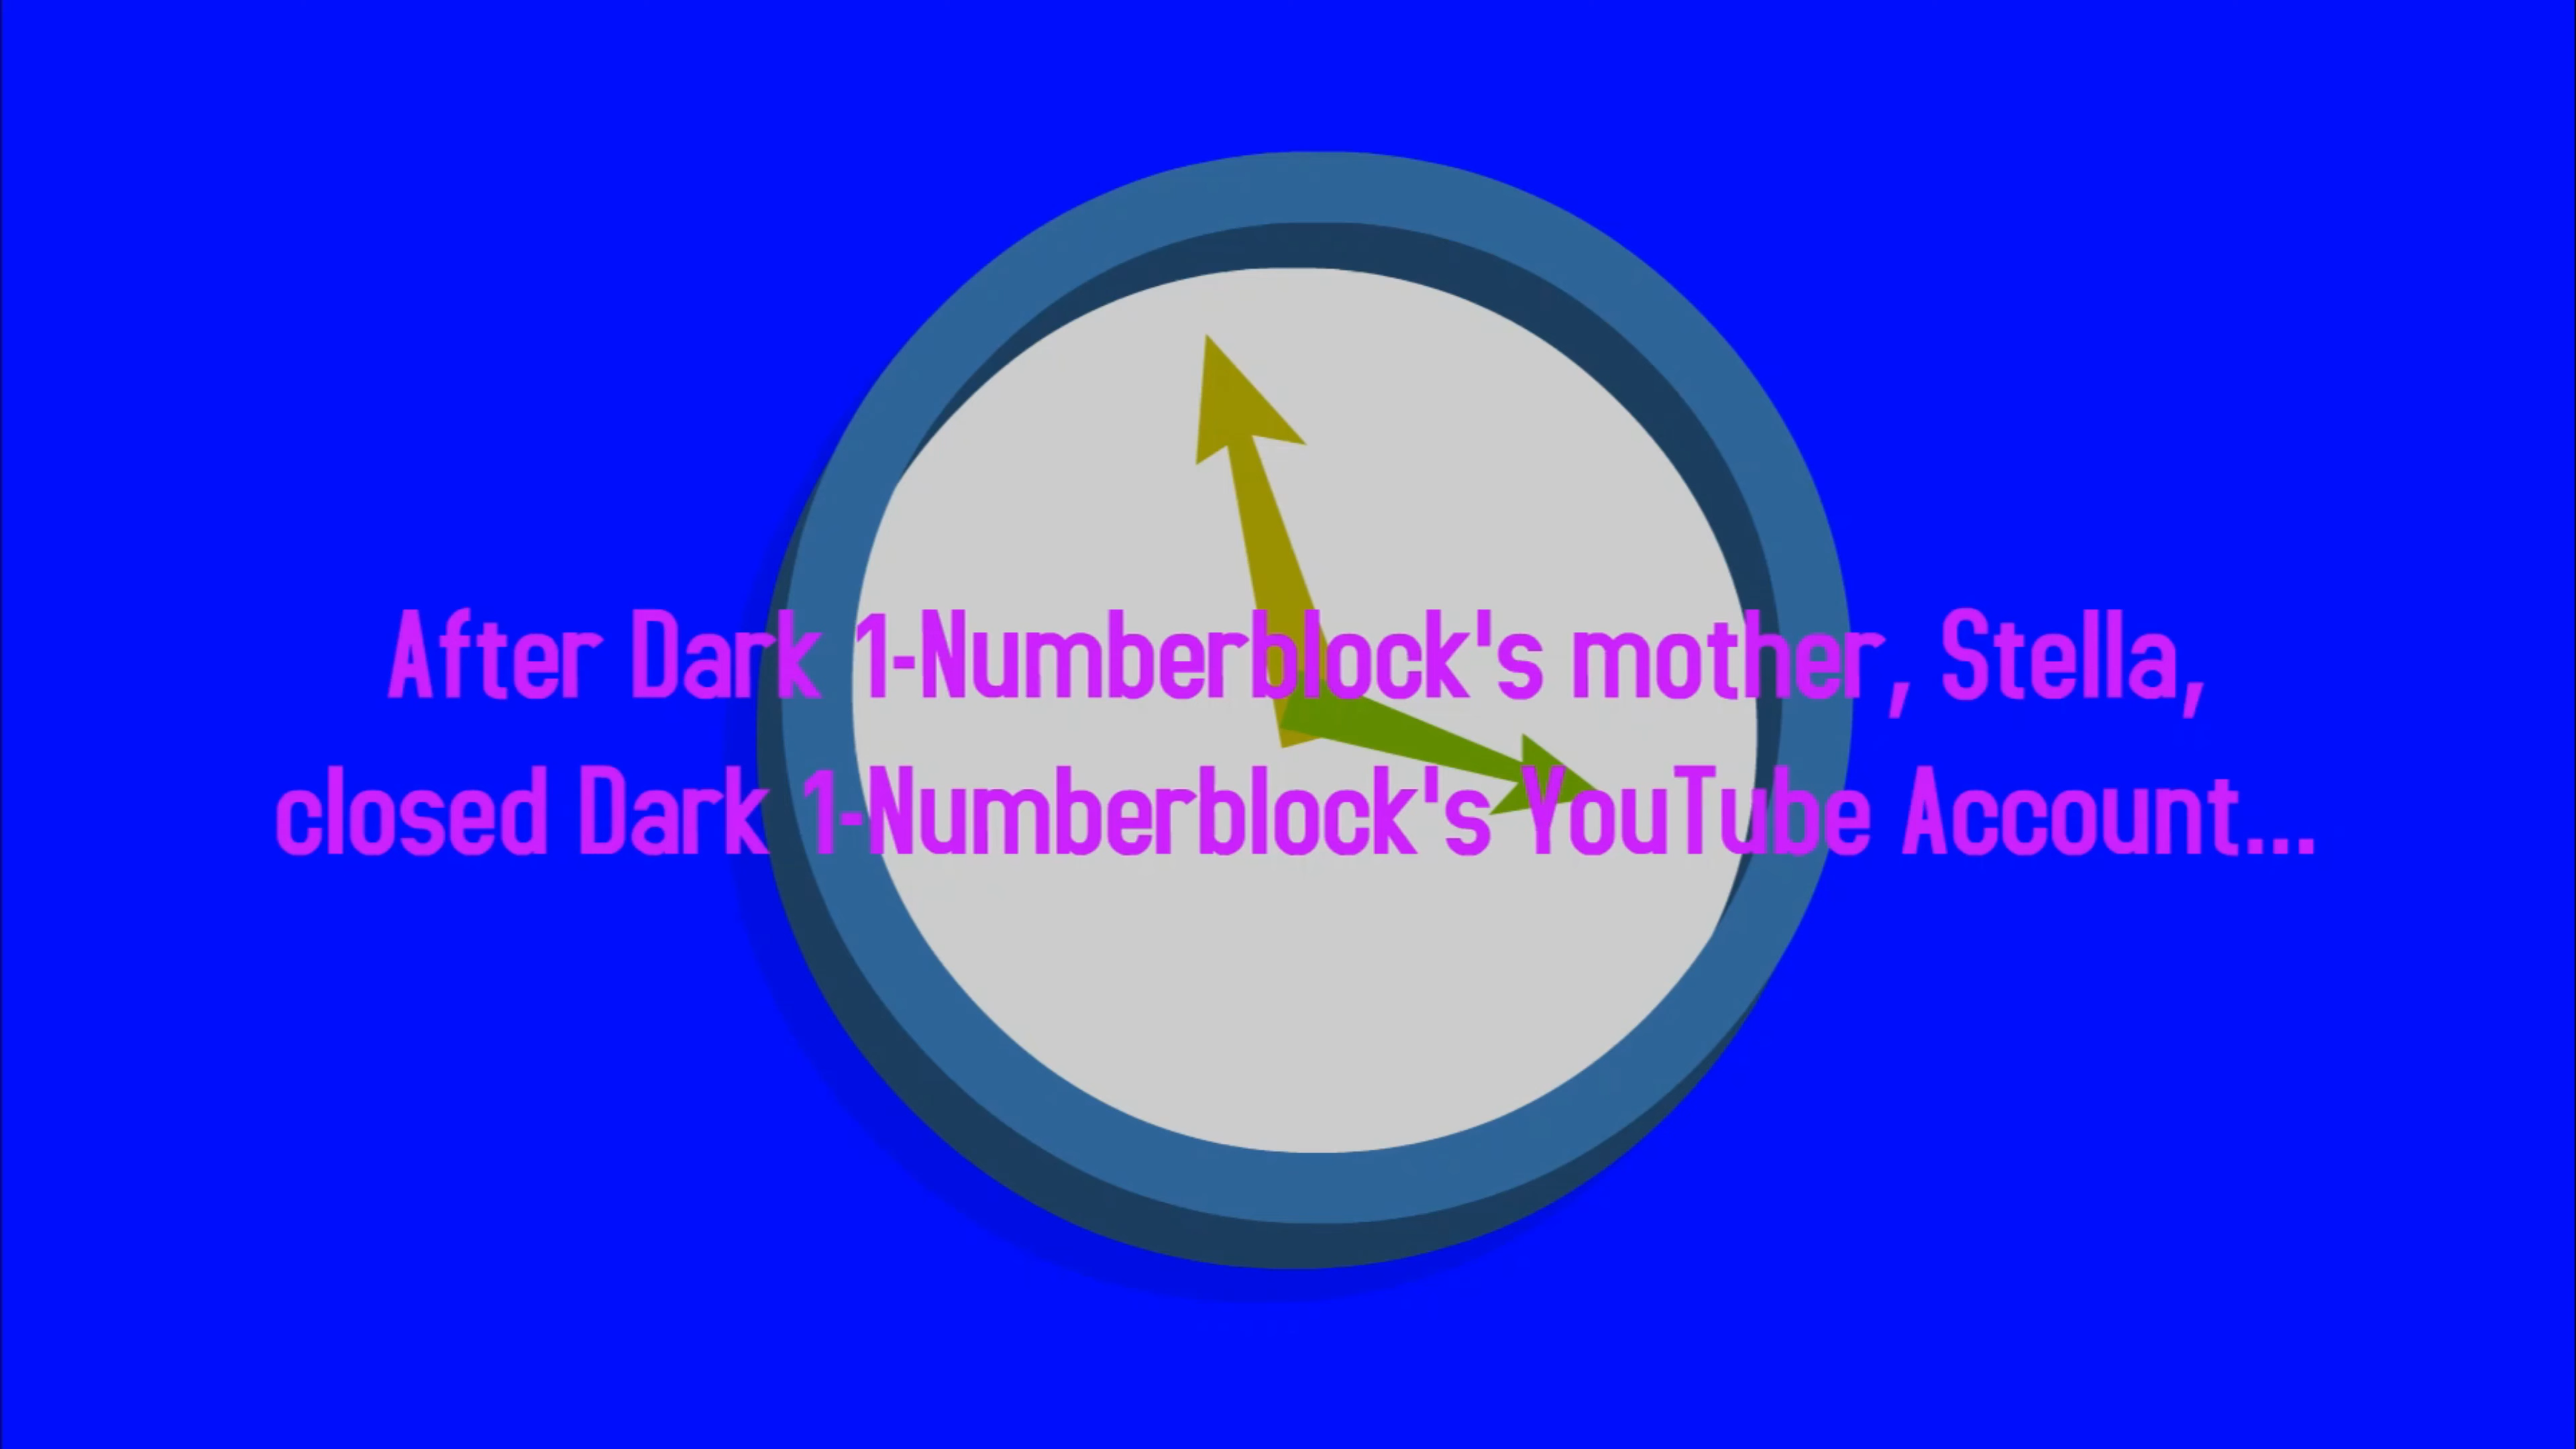 After Dark 1-Numberblock's mother, Stella,
closed Dark 1-Numberblock's YouTube Account...